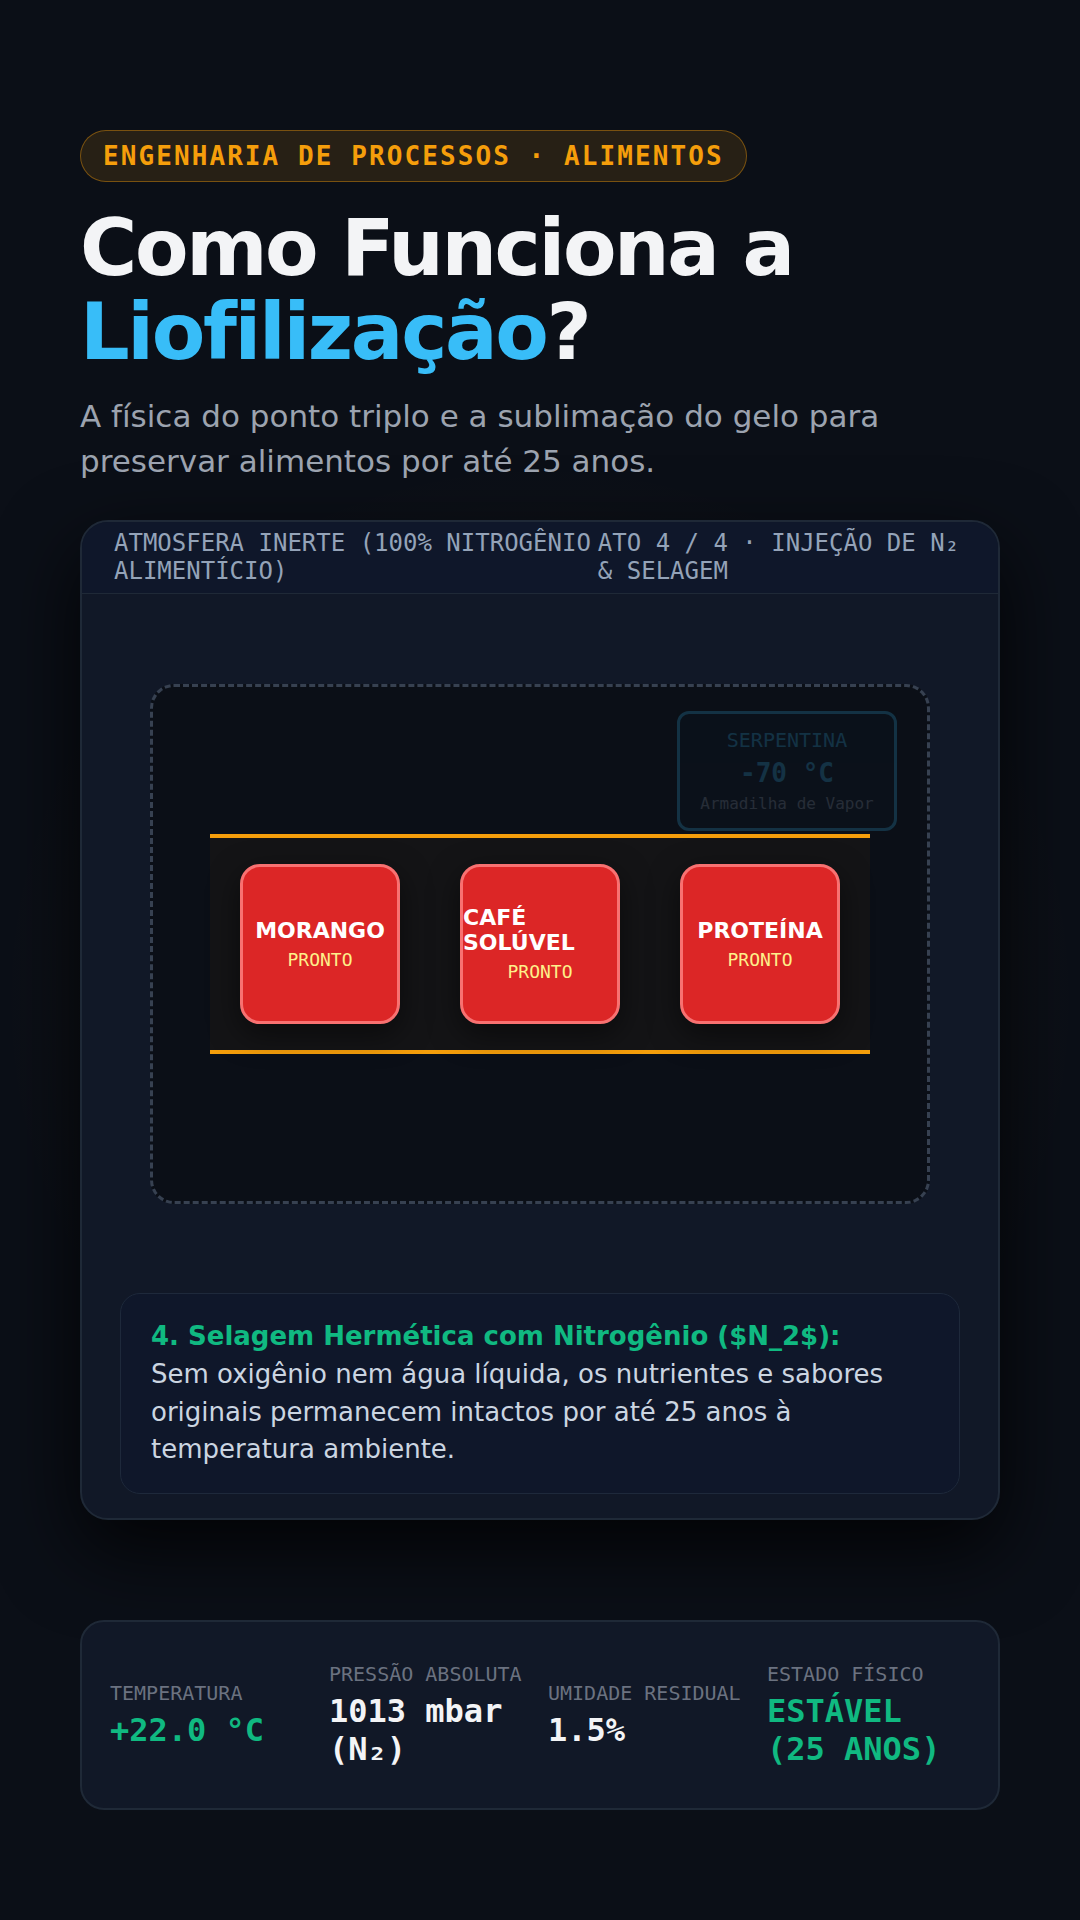 ENGENHARIA DE PROCESSOS · ALIMENTOS
Como Funciona a
Liofilização?
A física do ponto triplo e a sublimação do gelo para
preservar alimentos por até 25 anos.
ATMOSFERA INERTE (100% NITROGÊNIO
ALIMENTÍCIO)
ATO 4 / 4 · INJEÇÃO DE N₂
& SELAGEM
SERPENTINA
-70 °C
Armadilha de Vapor
MORANGO
PRONTO
CAFÉ
SOLÚVEL
PRONTO
PROTEÍNA
PRONTO
4. Selagem Hermética com Nitrogênio ($N_2$):
Sem oxigênio nem água líquida, os nutrientes e sabores
originais permanecem intactos por até 25 anos à
temperatura ambiente.
TEMPERATURA
+22.0 °C
PRESSÃO ABSOLUTA
1013 mbar
(N₂)
UMIDADE RESIDUAL
1.5%
ESTADO FÍSICO
ESTÁVEL
(25 ANOS)